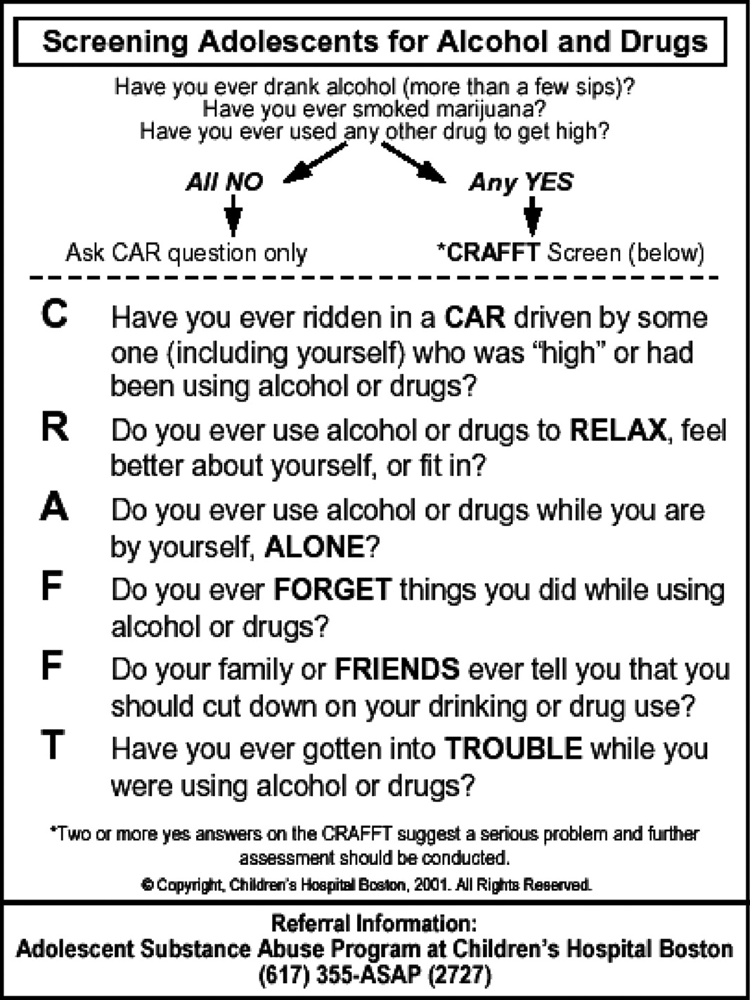 Screening Adolescents for Alcohol and Drugs
Have you ever drank alcohol (more than a few sips)?
Have you ever smoked marijuana?
Have you ever used any other drug to get high?
All NO
Any YES
Ask CAR question only
*CRAFFT Screen (below)
C Have you ever ridden in a CAR driven by some
one (including yourself) who was “high” or had
been using alcohol or drugs?
R Do you ever use alcohol or drugs to RELAX, feel
better about yourself, or fit in?
A Do you ever use alcohol or drugs while you are
by yourself, ALONE?
F Do you ever FORGET things you did while using
alcohol or drugs?
F Do your family or FRIENDS ever tell you that you
should cut down on your drinking or drug use?
T Have you ever gotten into TROUBLE while you
were using alcohol or drugs?
*Two or more yes answers on the CRAFFT suggest a serious problem and further
assessment should be conducted.
© Copyright, Children's Hospital Boston, 2001. All Rights Reserved.
Referral Information:
Adolescent Substance Abuse Program at Children's Hospital Boston
(617) 355-ASAP (2727)